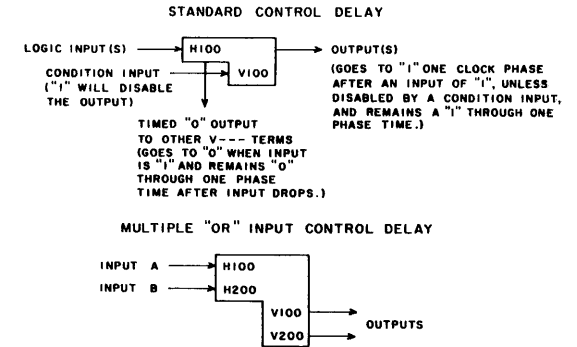 STANDARD CONTROL DELAY
LOGIC INPUT(S)
H100
OUTPUT(S)
CONDITION INPUT
("1" WILL DISABLE
THE OUTPUT)
V100
(GOES TO "1" ONE CLOCK PHASE
AFTER AN INPUT OF "1", UNLESS
DISABLED BY A CONDITION INPUT,
AND REMAINS A "1" THROUGH ONE
PHASE TIME.)
TIMED "0" OUTPUT
TO OTHER V--- TERMS
(GOES TO "0" WHEN INPUT
IS "1" AND REMAINS "0"
THROUGH ONE PHASE
TIME AFTER INPUT DROPS.)
MULTIPLE "OR" INPUT CONTROL DELAY
INPUT A
H100
INPUT B
H200
V100
V200
OUTPUTS